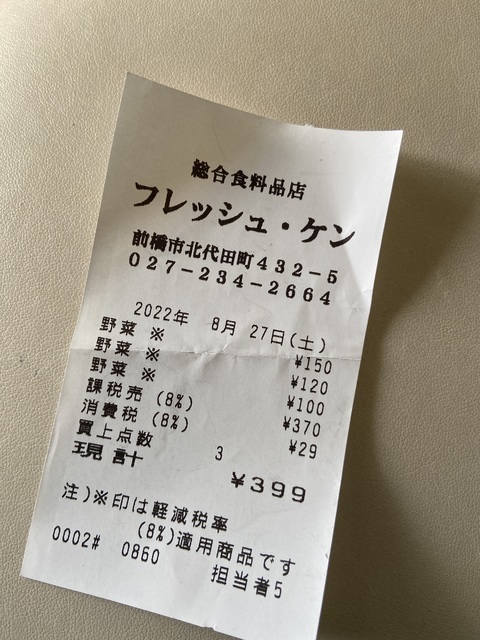 総合食料品店
フレッシュ・ケン
前橋市北代田町432-5
027-234-2664
2022年 8月 27日(土)
野菜 ※ ¥150
野菜 ※ ¥120
野菜 ※ ¥100
課税売 (8%) ¥370
消費税 (8%) ¥29
買上点数 3
現 計 ¥399
注)※印は軽減税率
(8%)適用商品です
0002# 0860 担当者5